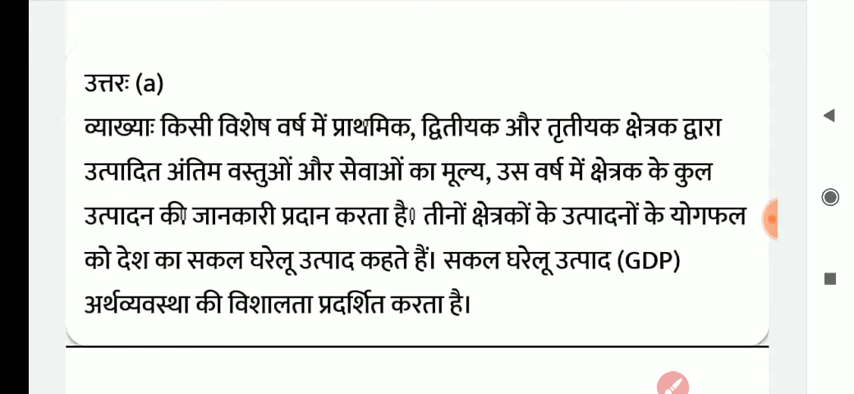 उत्तरः (a)
व्याख्याः किसी विशेष वर्ष में प्राथमिक, द्वितीयक और तृतीयक क्षेत्रक द्वारा
उत्पादित अंतिम वस्तुओं और सेवाओं का मूल्य, उस वर्ष में क्षेत्रक के कुल
उत्पादन की जानकारी प्रदान करता है। तीनों क्षेत्रकों के उत्पादनों के योगफल
को देश का सकल घरेलू उत्पाद कहते हैं। सकल घरेलू उत्पाद (GDP)
अर्थव्यवस्था की विशालता प्रदर्शित करता है।